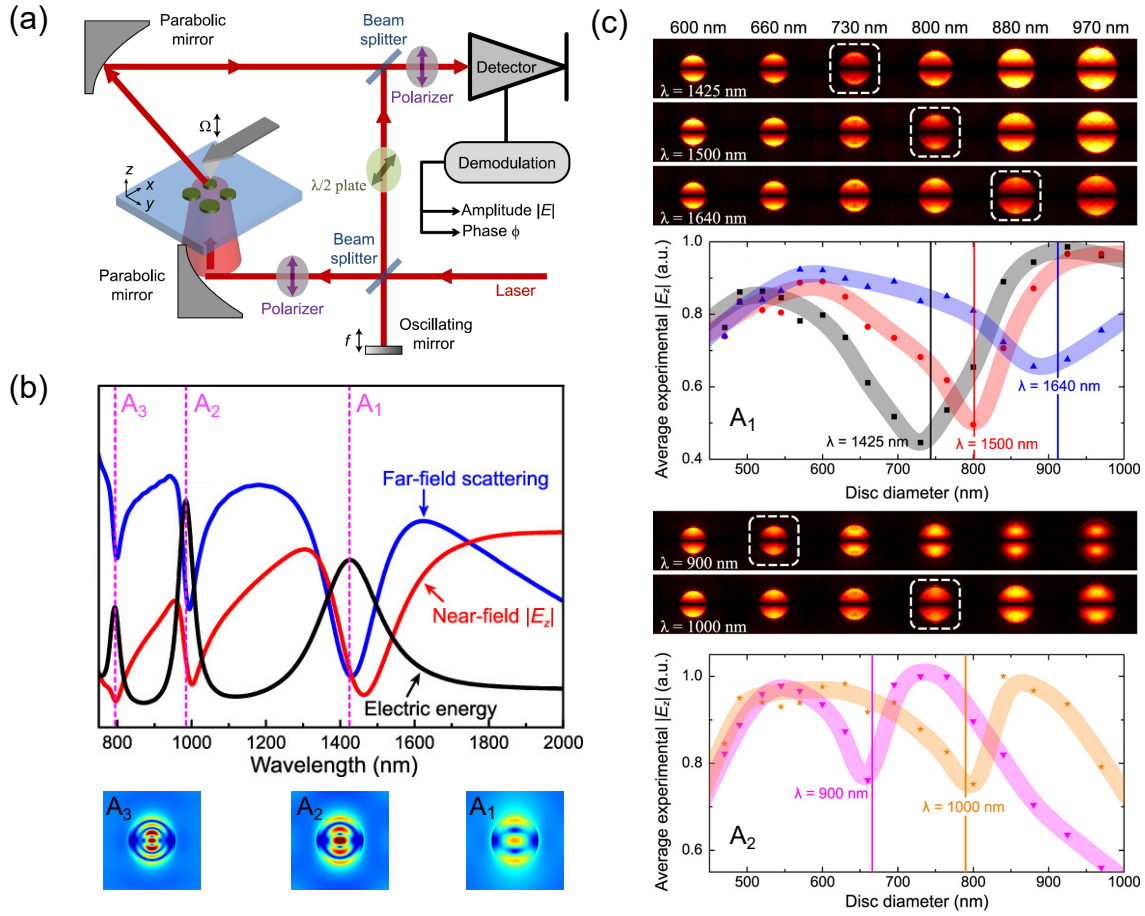 (a)
Parabolic
mirror
Beam
splitter
Detector
Polarizer
Ω
Demodulation
λ/2 plate
z
x
y
Amplitude |E|
Phase ϕ
Beam
splitter
Parabolic
mirror
Polarizer
Laser
f
Oscillating
mirror
(b)
A3
A2
A1
Far-field scattering
Near-field |Ez|
Electric energy
800 1000 1200 1400 1600 1800 2000
Wavelength (nm)
A3
A2
A1
(c)
600 nm 660 nm 730 nm 800 nm 880 nm 970 nm
λ = 1425 nm
λ = 1500 nm
λ = 1640 nm
Average experimental |Ez| (a.u.)
1.0
0.8
0.6
0.4
A1
λ = 1425 nm
λ = 1500 nm
λ = 1640 nm
500 600 700 800 900 1000
Disc diameter (nm)
λ = 900 nm
λ = 1000 nm
Average experimental |Ez| (a.u.)
1.0
0.8
0.6
A2
λ = 900 nm
λ = 1000 nm
500 600 700 800 900 1000
Disc diameter (nm)